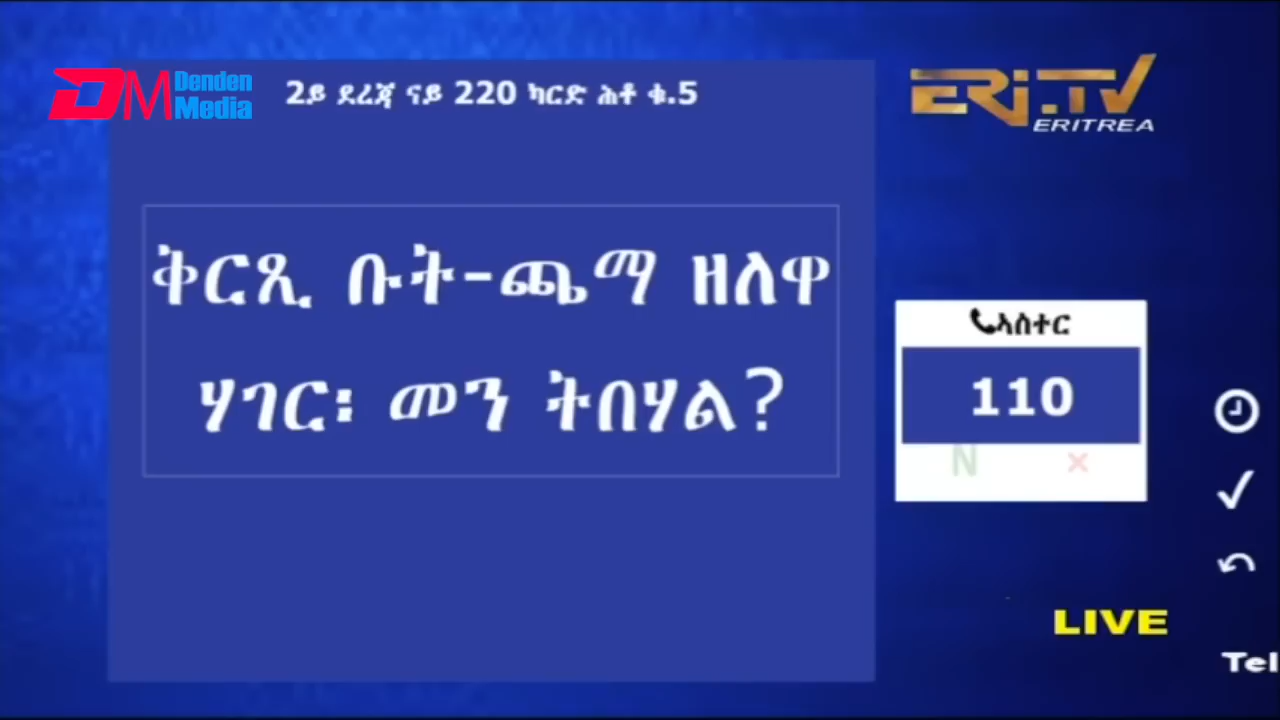 DM Denden Media
2ይ ደረጃ ናይ 220 ካርድ ሕቶ ቁ.5
ERi.TV
ERITREA
ቅርጺ ቡት-ጫማ ዘለዋ
ሃገር፡ መን ትበሃል?
ኣስተር
110
N ×
LIVE
Tel